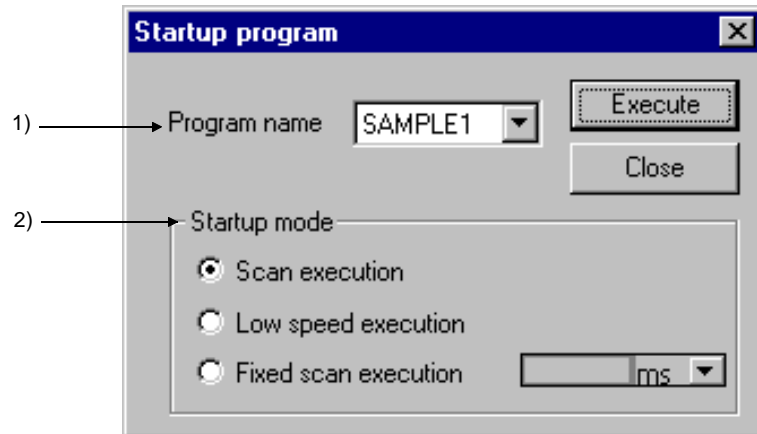 Startup program
1) Program name SAMPLE1 Execute
Close
2) Startup mode
Scan execution
Low speed execution
Fixed scan execution ms